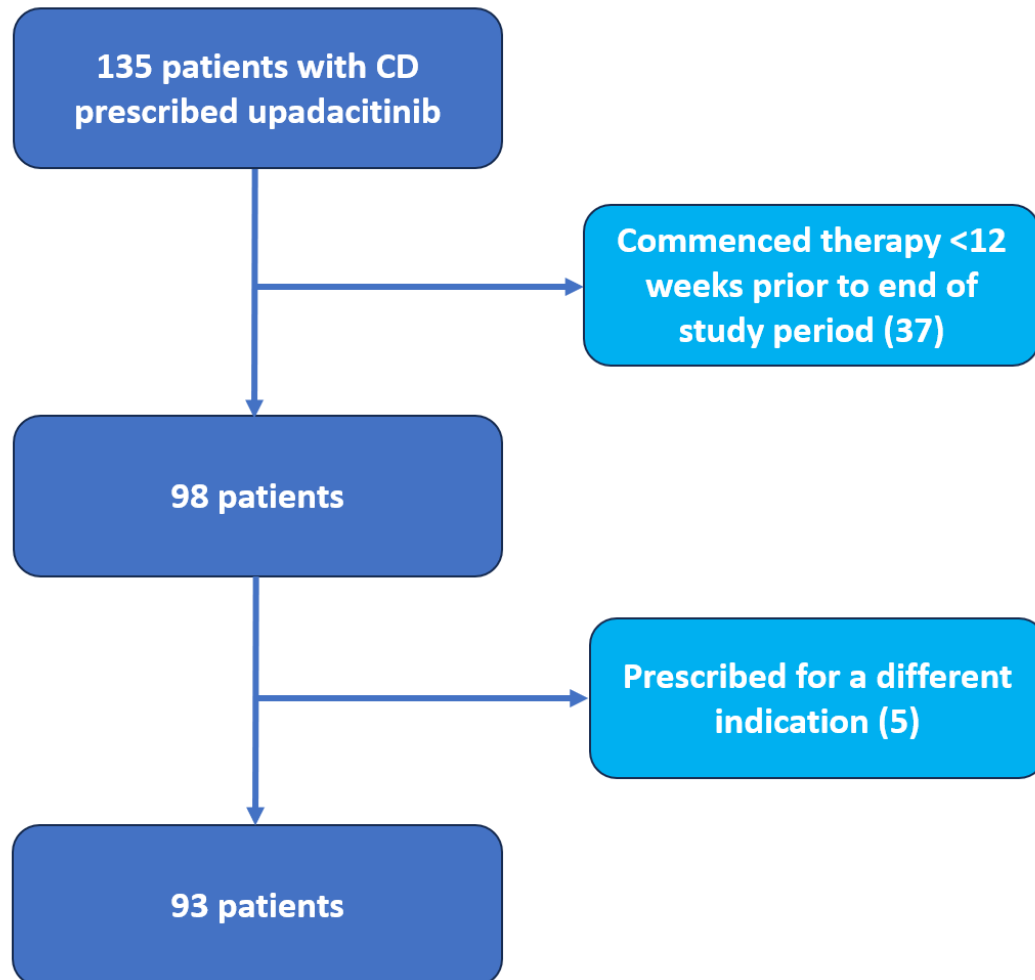 135 patients with CD
prescribed upadacitinib
Commenced therapy <12
weeks prior to end of
study period (37)
98 patients
Prescribed for a different
indication (5)
93 patients